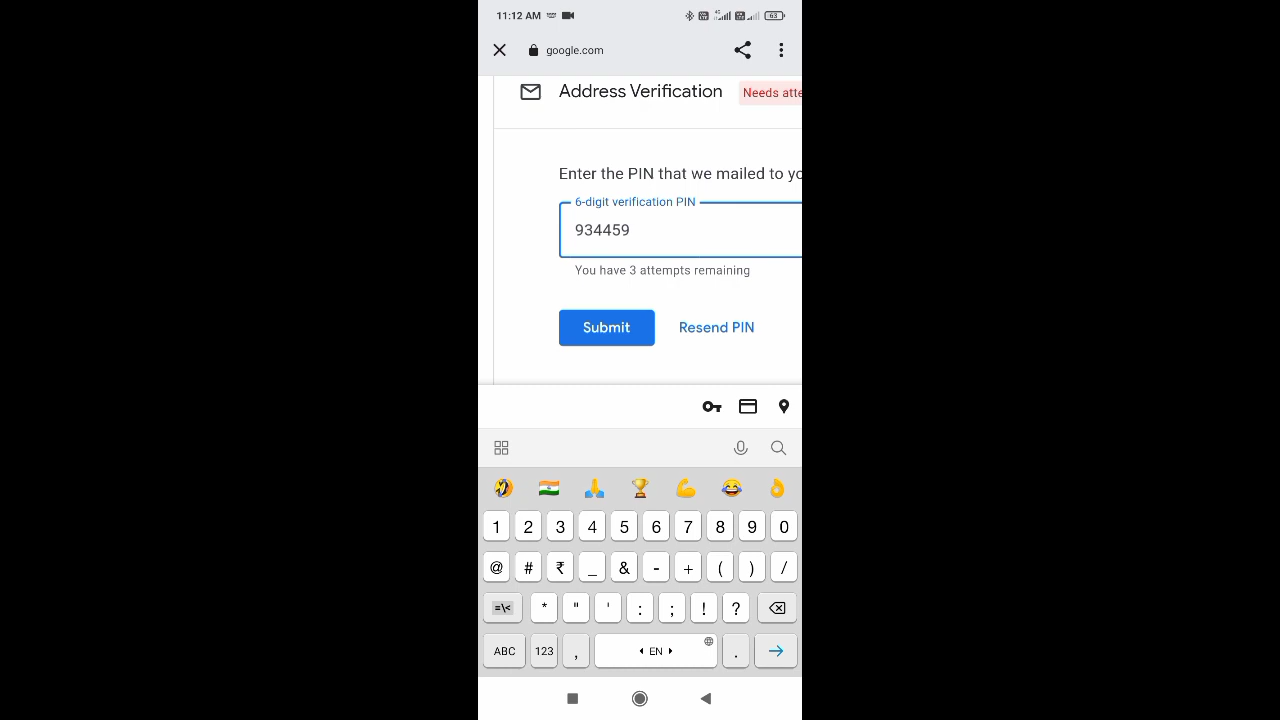 11:12 AM
4G
63
google.com
Address Verification
Needs atte
Enter the PIN that we mailed to yo
6-digit verification PIN
934459
You have 3 attempts remaining
Submit
Resend PIN
1 2 3 4 5 6 7 8 9 0
@ # ₹ _ & - + ( ) /
=\< * " ' : ; ! ?
ABC 123 , EN .